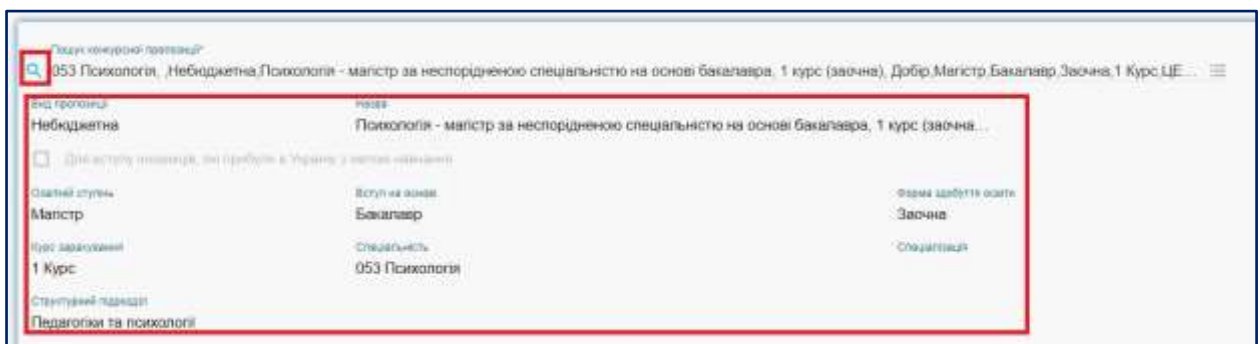 Пошук конкурсної пропозиції*
053 Психологія, ,Небюджетна,Психологія - магістр за неспорідненою спеціальністю на основі бакалавра, 1 курс (заочна), Добір,Магістр,Бакалавр,Заочна,1 Курс,ЦЕ...
Вид пропозиції Назва
Небюджетна Психологія - магістр за неспорідненою спеціальністю на основі бакалавра, 1 курс (заочна...
Для вступу іноземців, які прибули в Україну з метою навчання
Освітній ступінь Вступ на основі Форма здобуття освіти
Магістр Бакалавр Заочна
Курс зарахування Спеціальність Спеціалізація
1 Курс 053 Психологія
Структурний підрозділ
Педагогіки та психології